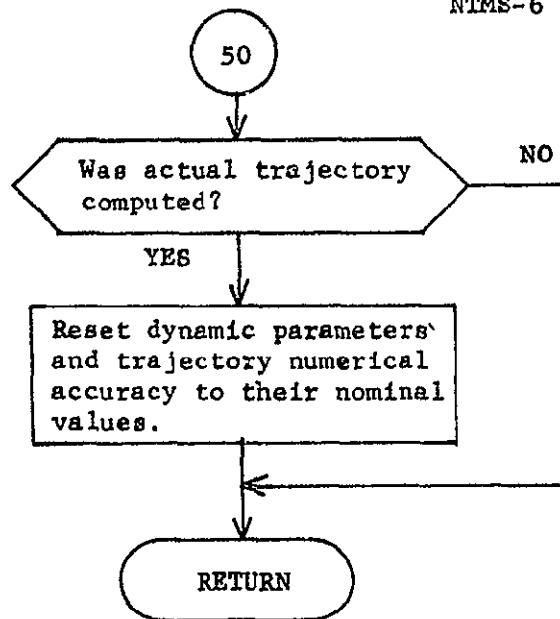 NTMS-6
50
Was actual trajectory
computed?
NO
YES
Reset dynamic parameters
and trajectory numerical
accuracy to their nominal
values.
RETURN